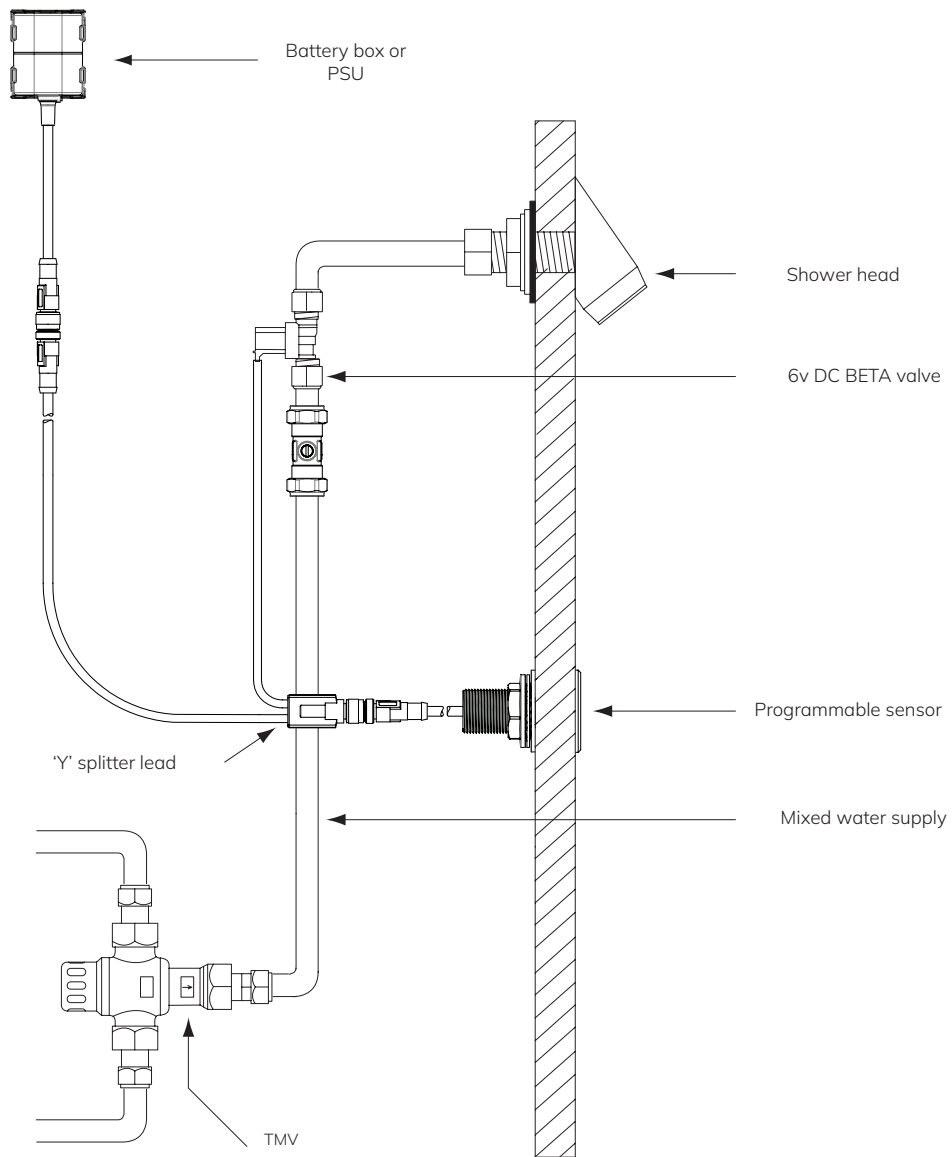 Battery box or
PSU
Shower head
6v DC BETA valve
Programmable sensor
‘Y’ splitter lead
Mixed water supply
TMV